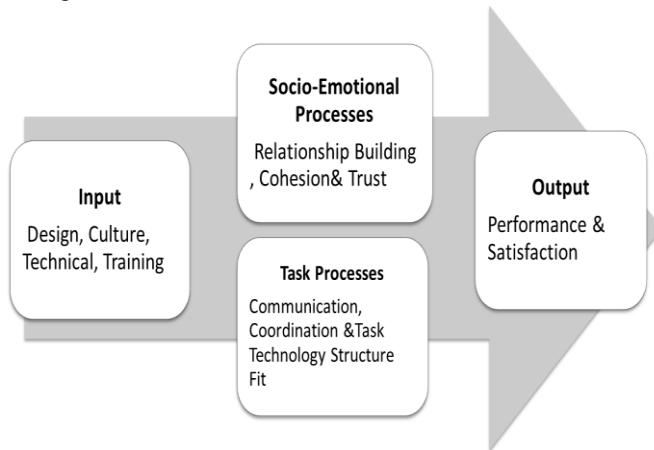 Input
Design, Culture,
Technical, Training
Socio-Emotional
Processes
Relationship Building
, Cohesion& Trust
Task Processes
Communication,
Coordination &Task
Technology Structure
Fit
Output
Performance &
Satisfaction